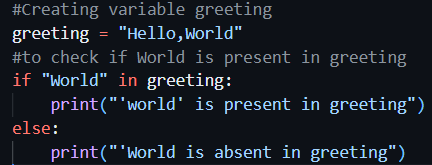 #Creating variable greeting
greeting = "Hello,World"
#to check if World is present in greeting
if "World" in greeting:
    print("'world' is present in greeting")
else:
    print("'World is absent in greeting")